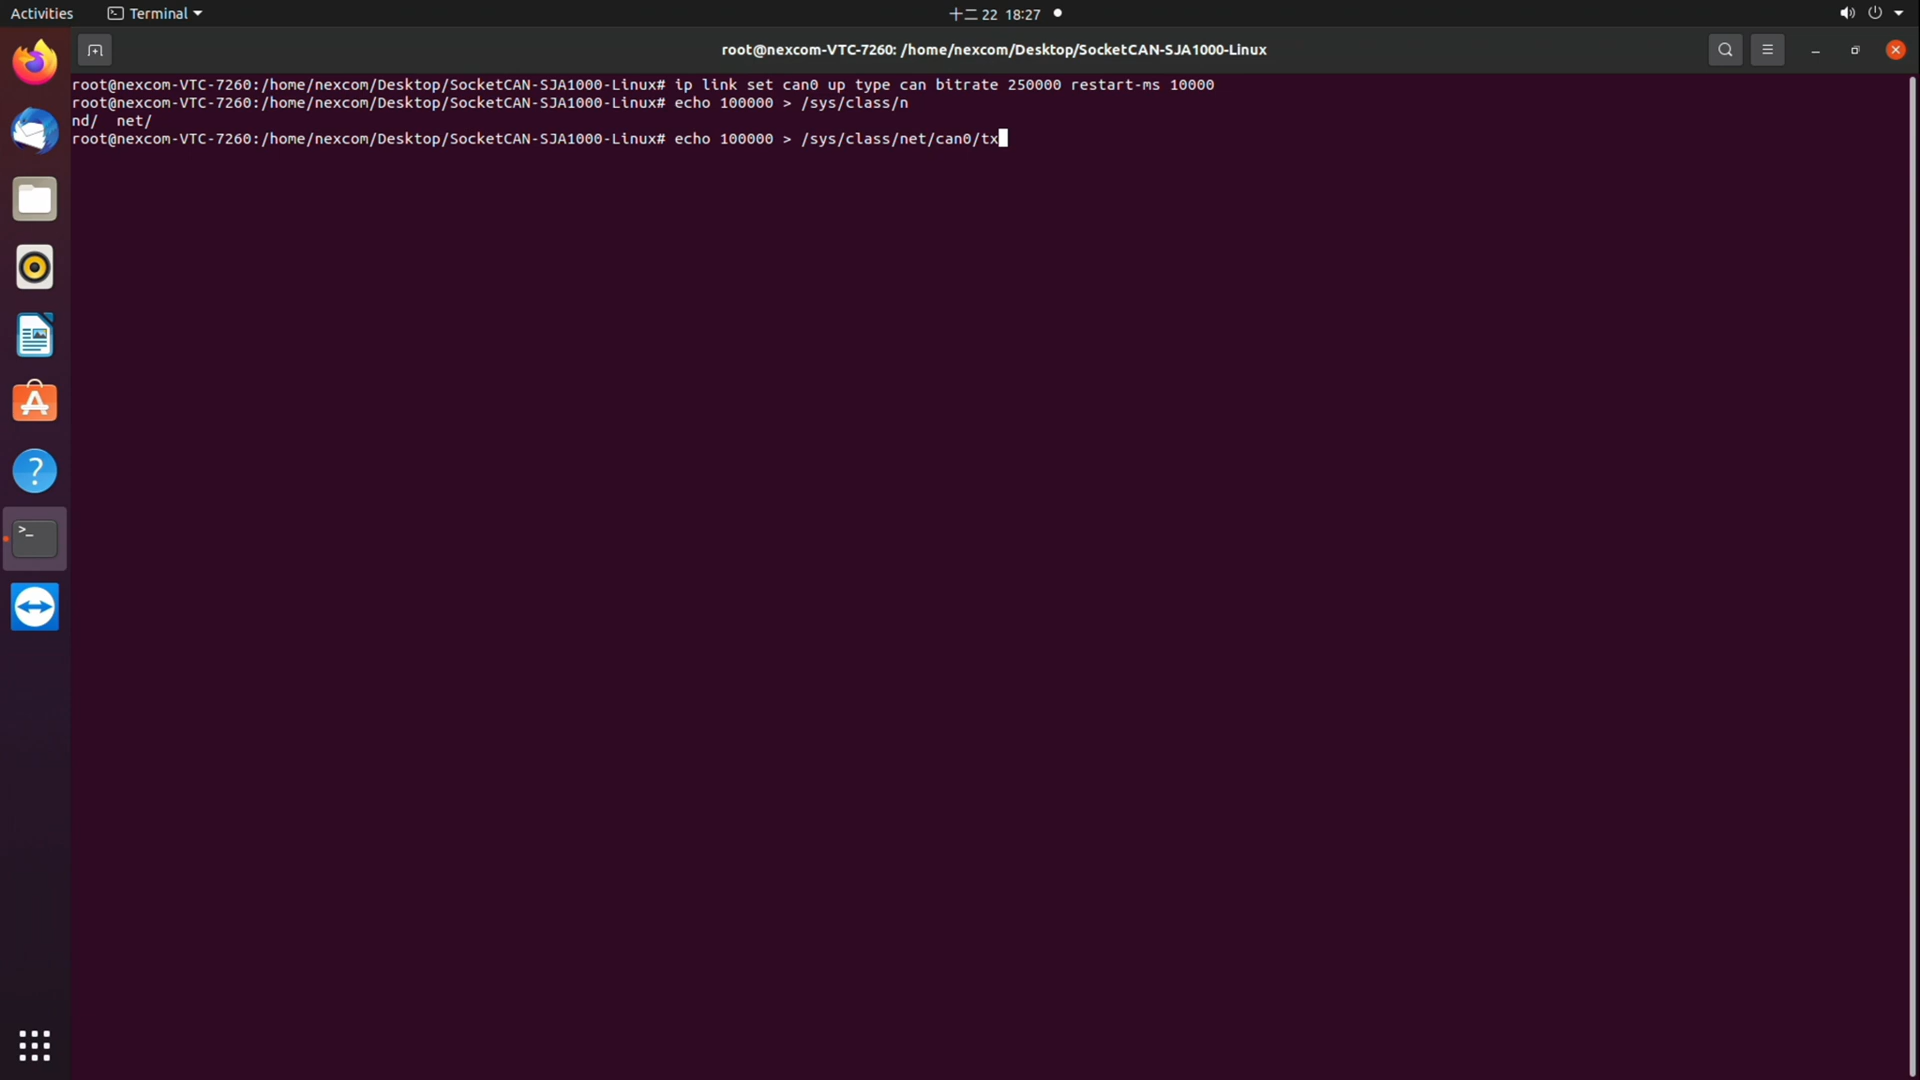 Activities
Terminal
十二 22 18:27
root@nexcom-VTC-7260: /home/nexcom/Desktop/SocketCAN-SJA1000-Linux
root@nexcom-VTC-7260:/home/nexcom/Desktop/SocketCAN-SJA1000-Linux# ip link set can0 up type can bitrate 250000 restart-ms 10000
root@nexcom-VTC-7260:/home/nexcom/Desktop/SocketCAN-SJA1000-Linux# echo 100000 > /sys/class/n
nd/  net/
root@nexcom-VTC-7260:/home/nexcom/Desktop/SocketCAN-SJA1000-Linux# echo 100000 > /sys/class/net/can0/tx